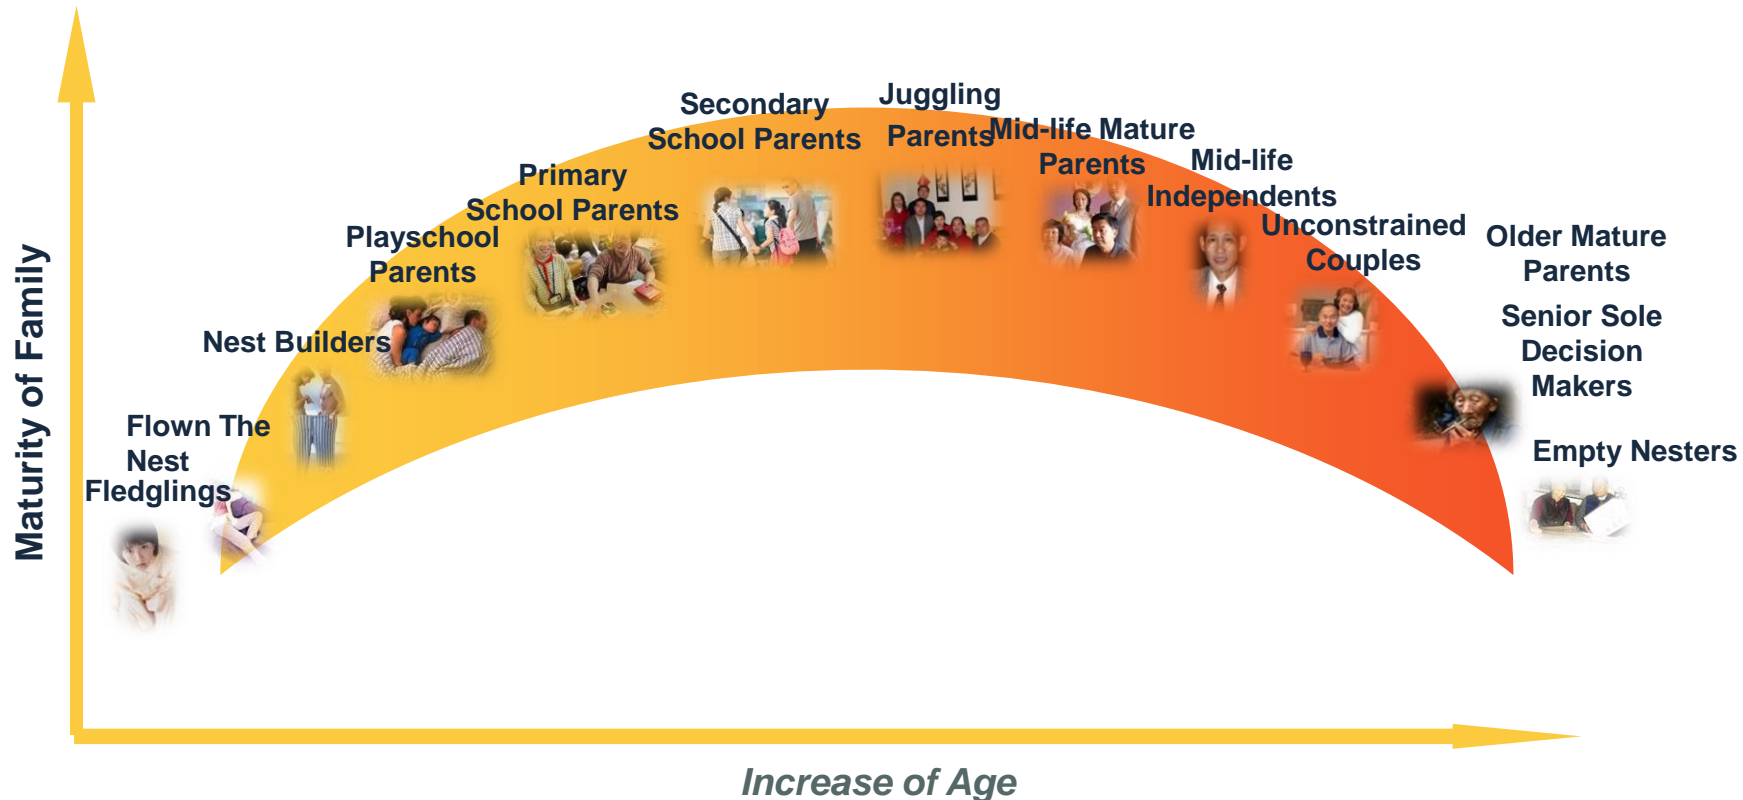 Maturity of Family
Fledglings
Flown The
Nest
Nest Builders
Playschool
Parents
Primary
School Parents
Secondary
School Parents
Juggling
Parents
Mid-life Mature
Parents
Mid-life
Independents
Unconstrained
Couples
Older Mature
Parents
Senior Sole
Decision
Makers
Empty Nesters
Increase of Age